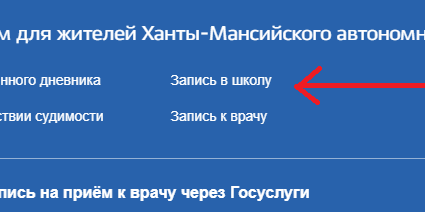 м для жителей Ханты-Мансийского автономн
нного дневника Запись в школу
ствии судимости Запись к врачу
пись на приём к врачу через Госуслуги